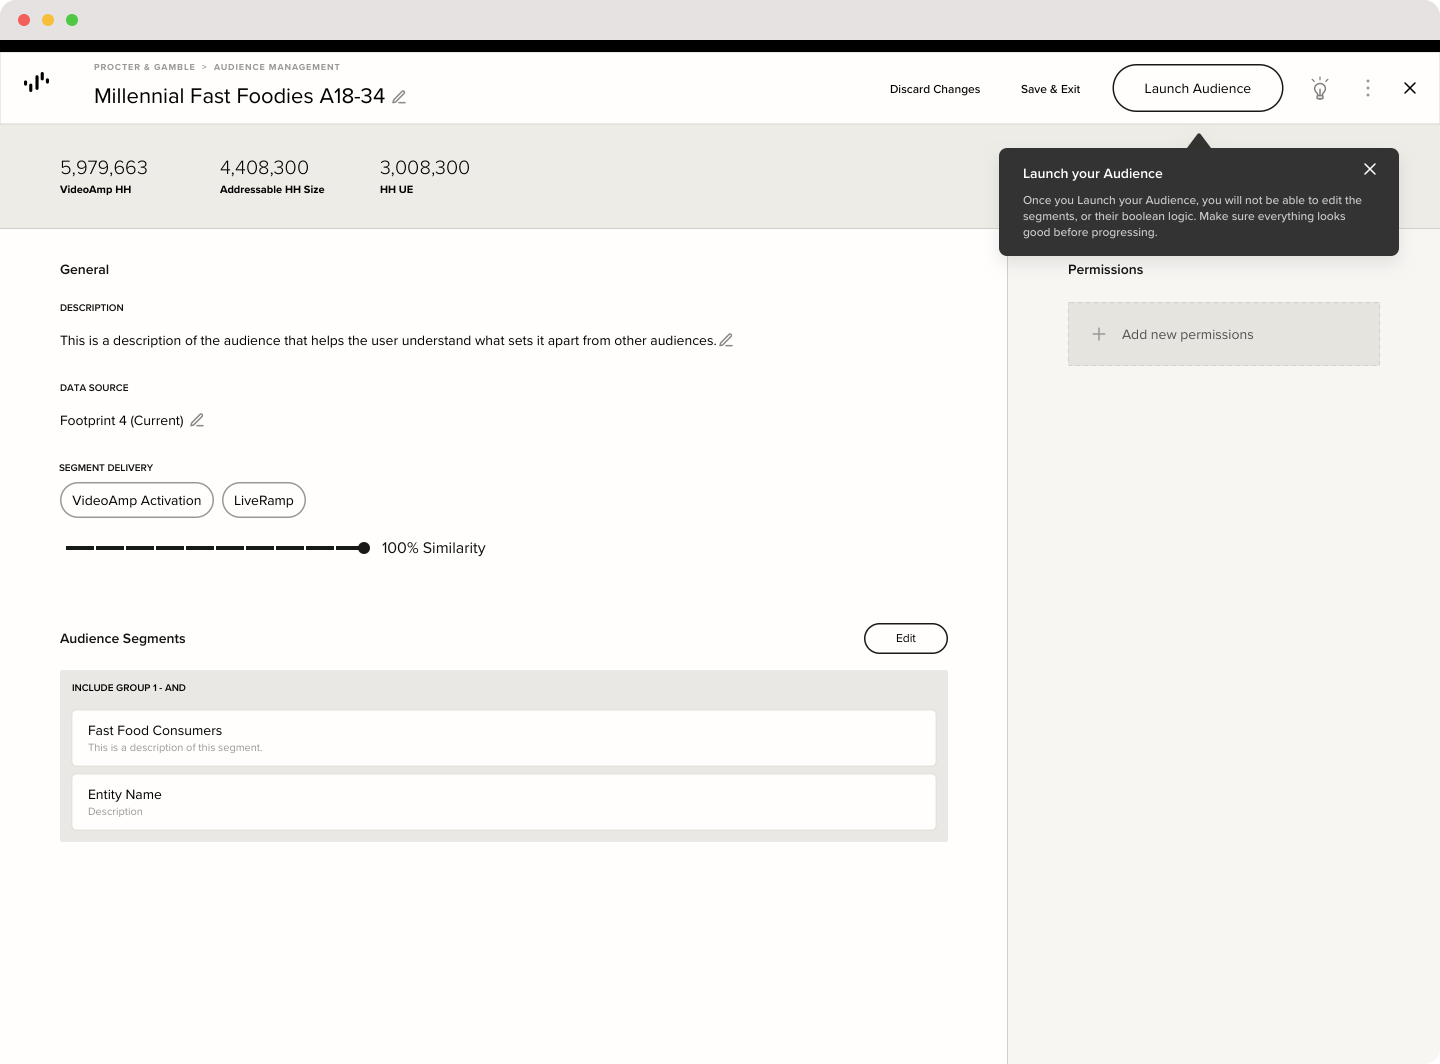 PROCTER & GAMBLE > AUDIENCE MANAGEMENT
Millennial Fast Foodies A18-34
Discard Changes
Save & Exit
Launch Audience
5,979,663
VideoAmp HH
4,408,300
Addressable HH Size
3,008,300
HH UE
Launch your Audience
Once you Launch your Audience, you will not be able to edit the
segments, or their boolean logic. Make sure everything looks
good before progressing.
General
DESCRIPTION
This is a description of the audience that helps the user understand what sets it apart from other audiences.
DATA SOURCE
Footprint 4 (Current)
SEGMENT DELIVERY
VideoAmp Activation
LiveRamp
100% Similarity
Audience Segments
Edit
INCLUDE GROUP 1 - AND
Fast Food Consumers
This is a description of this segment.
Entity Name
Description
Permissions
Add new permissions